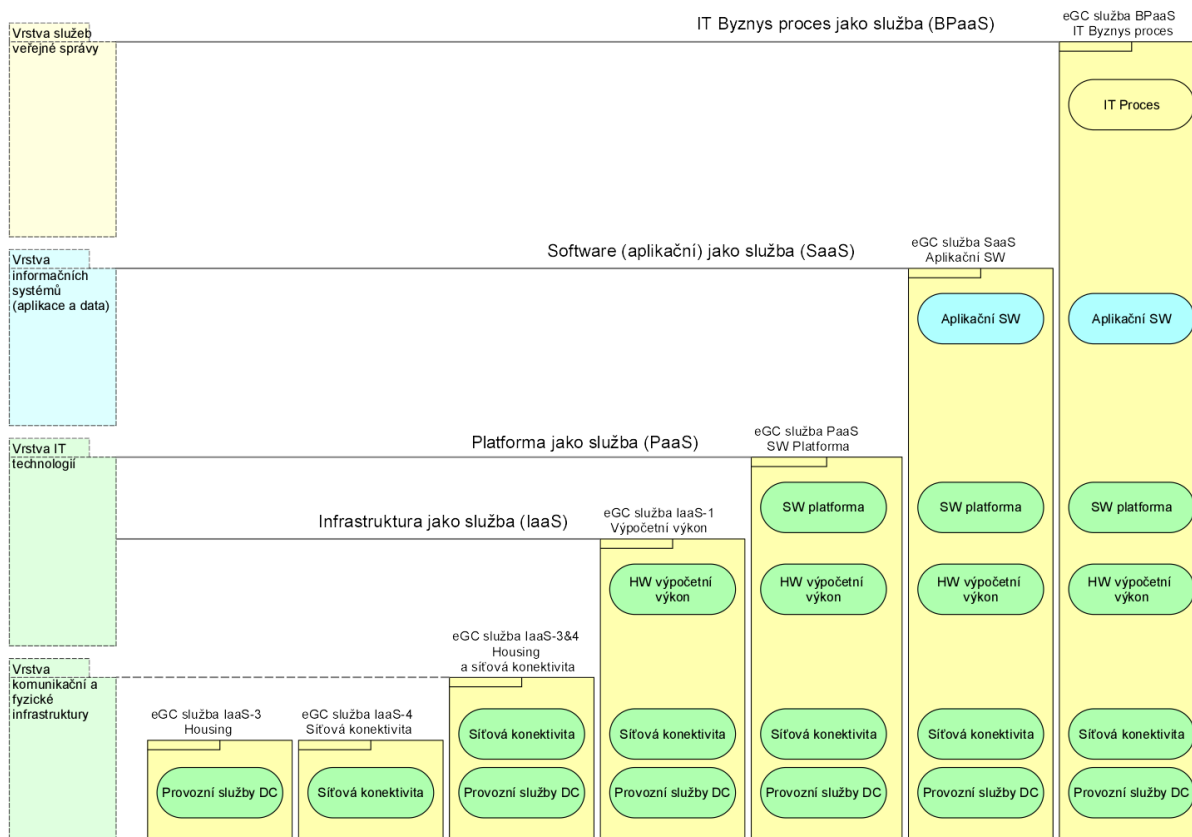 Vrstva služeb
veřejné správy
IT Byznys proces jako služba (BPaaS)
eGC služba BPaaS
IT Byznys proces
IT Proces
Vrstva
informačních
systémů
(aplikace a data)
Software (aplikační) jako služba (SaaS)
eGC služba SaaS
Aplikační SW
Aplikační SW
Aplikační SW
Vrstva IT
technologií
Platforma jako služba (PaaS)
eGC služba PaaS
SW Platforma
SW platforma
SW platforma
SW platforma
Infrastruktura jako služba (IaaS)
eGC služba IaaS-1
Výpočetní výkon
HW výpočetní
výkon
HW výpočetní
výkon
HW výpočetní
výkon
HW výpočetní
výkon
Vrstva
komunikační a
fyzické
infrastruktury
eGC služba IaaS-3&4
Housing
a síťová konektivita
eGC služba IaaS-3
Housing
eGC služba IaaS-4
Síťová konektivita
Síťová konektivita
Síťová konektivita
Síťová konektivita
Síťová konektivita
Síťová konektivita
Provozní služby DC
Síťová konektivita
Provozní služby DC
Provozní služby DC
Provozní služby DC
Provozní služby DC
Provozní služby DC